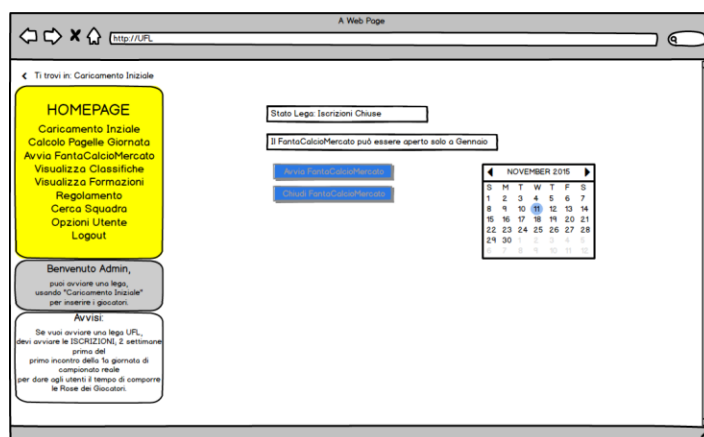 A Web Page
http://UFL
Ti trovi in: Caricamento Iniziale
HOMEPAGE
Caricamento Inziale
Calcolo Pagelle Giornata
Avvia FantaCalcioMercato
Visualizza Classifiche
Visualizza Formazioni
Regolamento
Cerca Squadra
Opzioni Utente
Logout
Benvenuto Admin,
puoi avviare una lega,
usando "Caricamento Iniziale"
per inserire i giocatori.
Avvisi:
Se vuoi avviare una lega UFL,
devi avviare le ISCRIZIONI, 2 settimane
prima del
primo incontro della 1a giornata di
campionato reale
per dare agli utenti il tempo di comporre
le Rose dei Giocatori.
Stato Lega: Iscrizioni Chiuse
Il FantaCalcioMercato può essere aperto solo a Gennaio
Avvia FantaCalcioMercato
Chiudi FantaCalcioMercato
NOVEMBER 2015
S M T W T F S
1 2 3 4 5 6 7
8 9 10 11 12 13 14
15 16 17 18 19 20 21
22 23 24 25 26 27 28
29 30 1 2 3 4 5
6 7 8 9 10 11 12